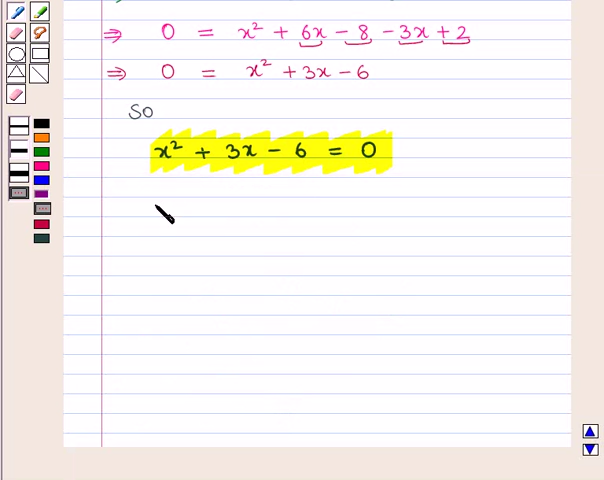 ⇒ 0 = x² + 6x - 8 - 3x + 2
⇒ 0 = x² + 3x - 6
So
x² + 3x - 6 = 0